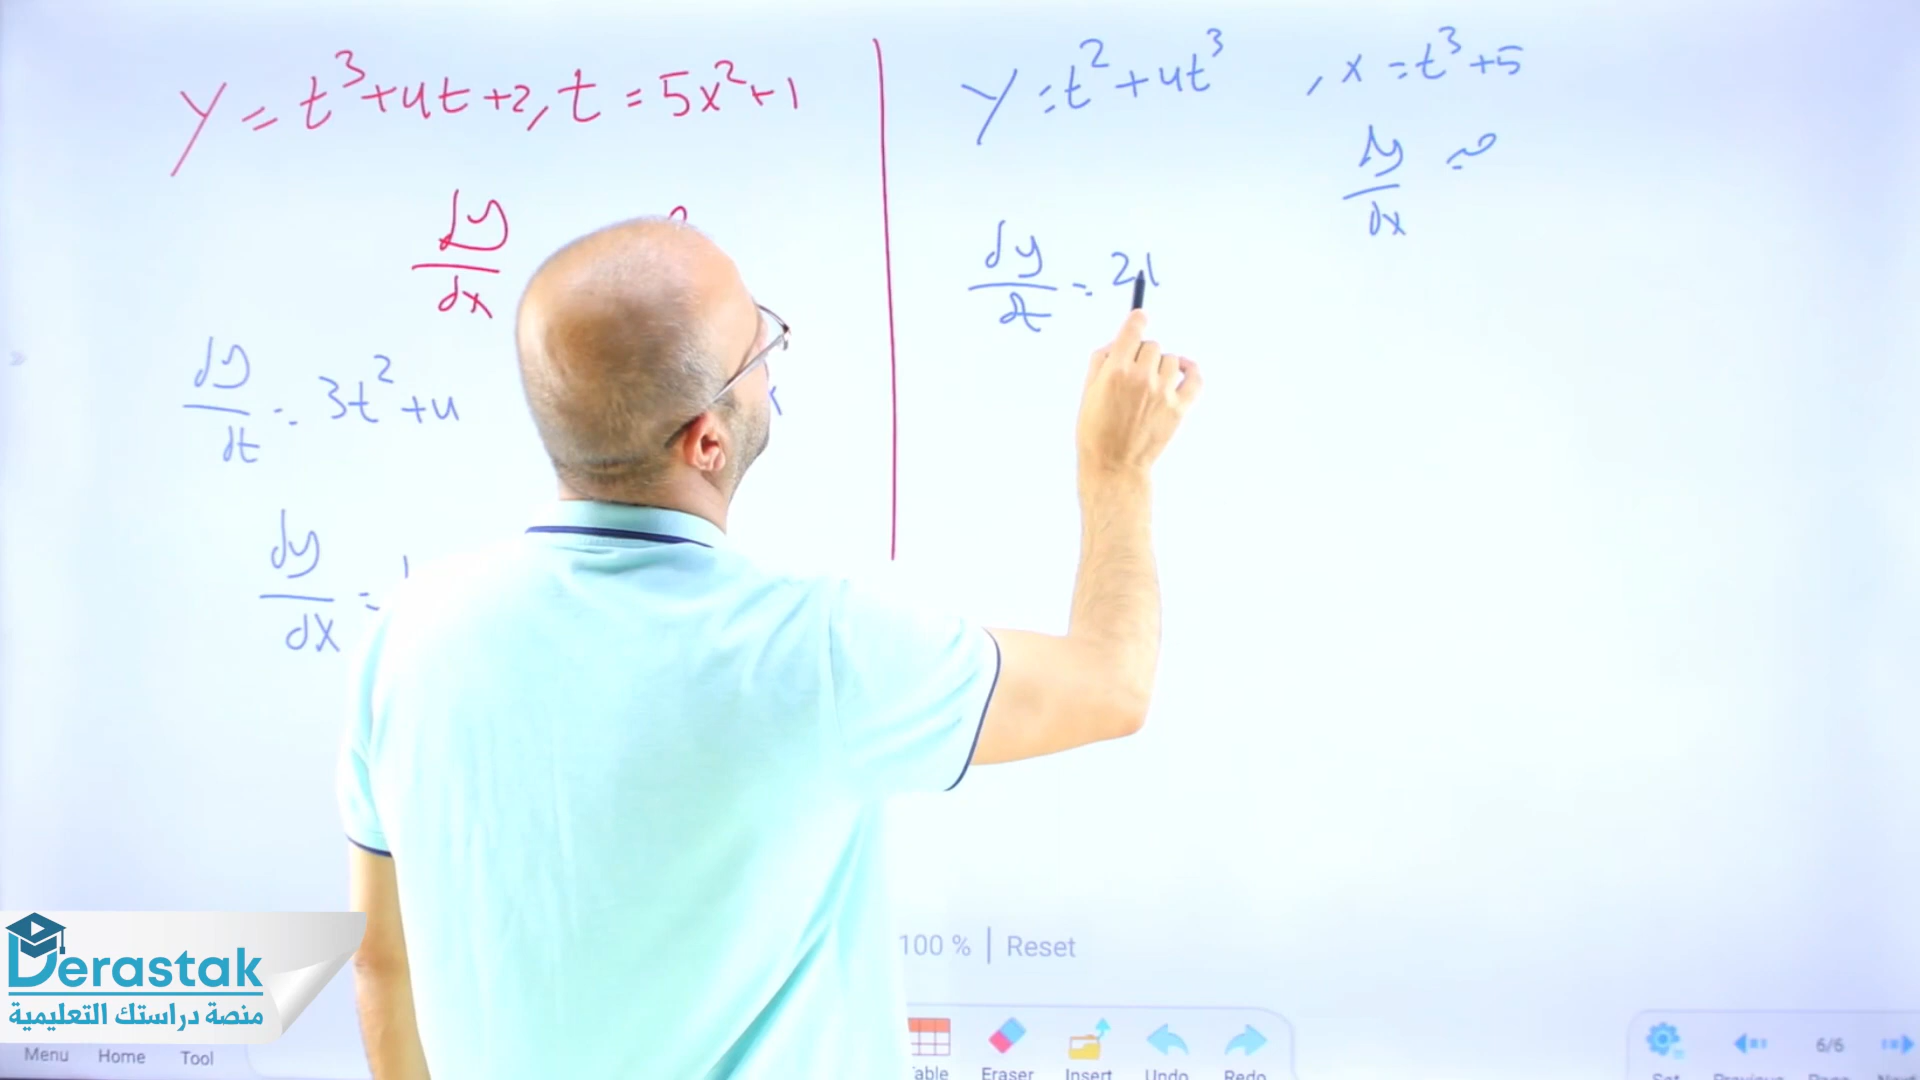 y = t³+4t+2, t = 5x²+1
dy
dx
dy/dt = 3t²+4
dy/dx =
y = t²+4t³ , x = t³+5
dy/dx = ?
dy/dt = 2
100 % | Reset
Derastak
منصة دراستك التعليمية
Menu Home Tool
Eraser Insert Undo Redo
6/6